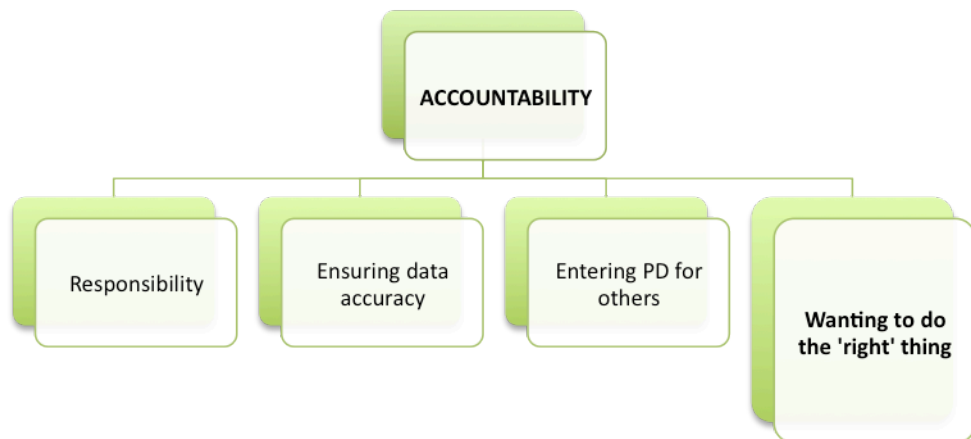 ACCOUNTABILITY
Responsibility
Ensuring data
accuracy
Entering PD for
others
Wanting to do
the 'right' thing